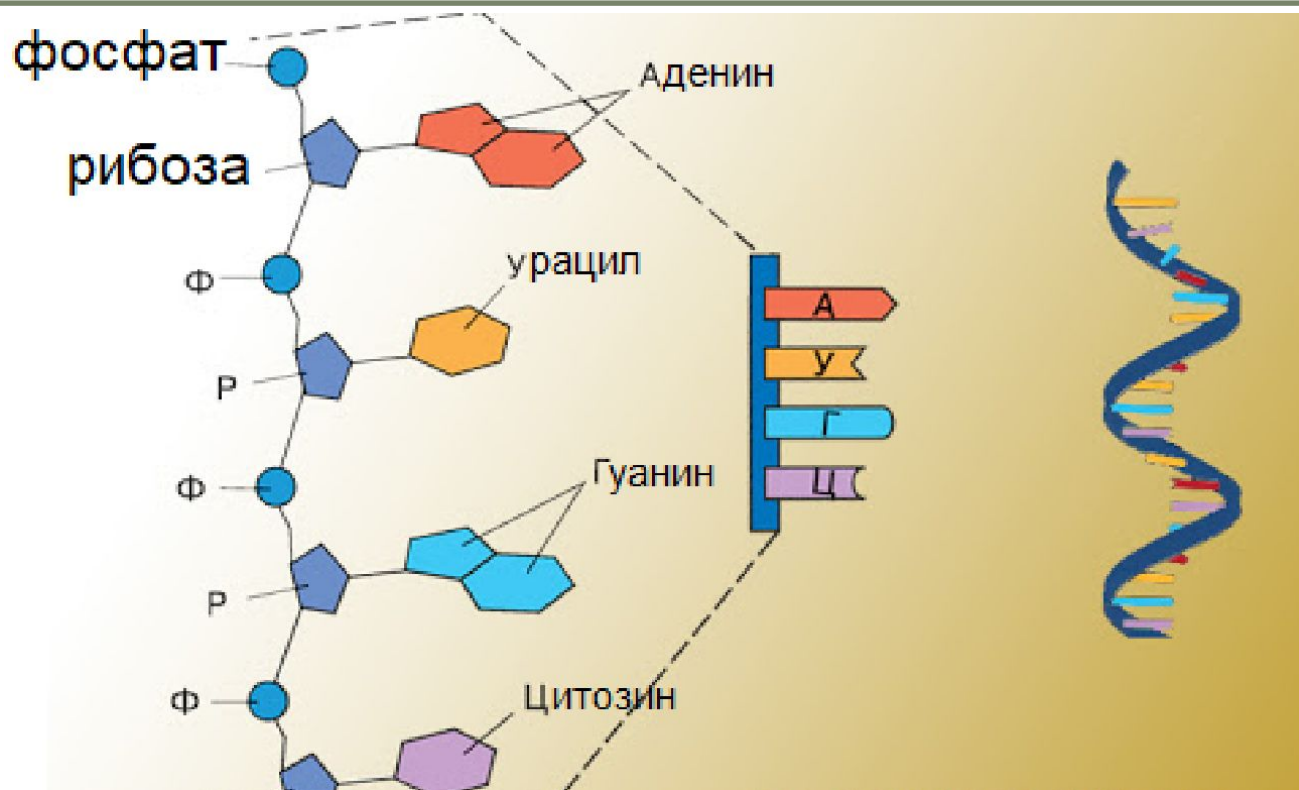 фосфат
Аденин
рибоза
урацил
Ф
Р
А
У
Г
Ц
Гуанин
Ф
Р
Цитозин
Ф